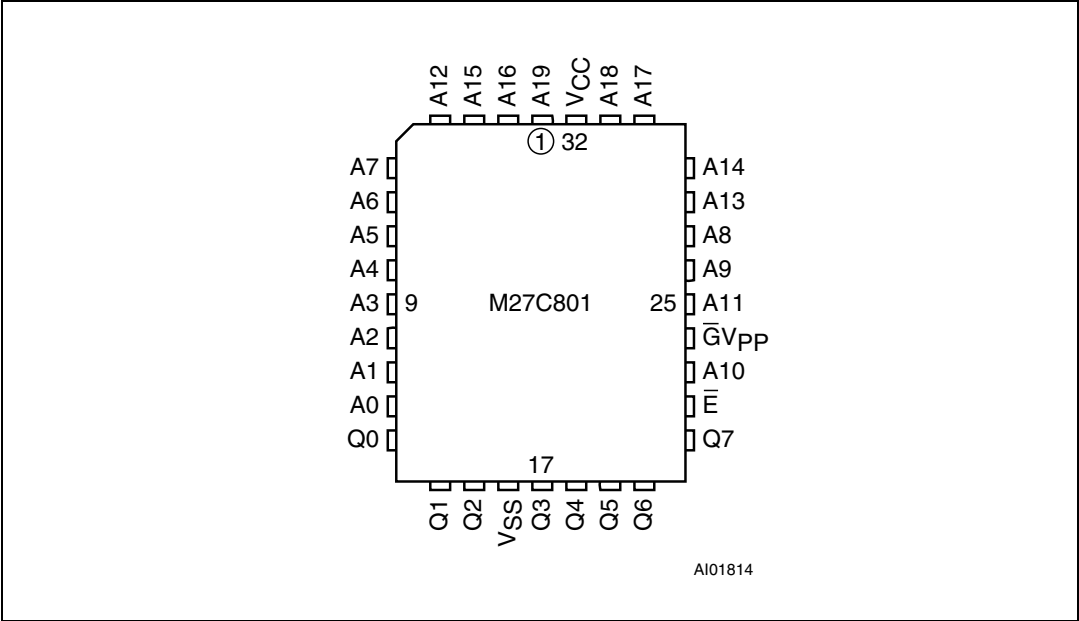 A12 A15 A16 A19 VCC A18 A17
1 32
A7 A14
A6 A13
A5 A8
A4 A9
A3 9 M27C801 25 A11
A2 G̅VPP
A1 A10
A0 E̅
Q0 Q7
17
Q1 Q2 VSS Q3 Q4 Q5 Q6
AI01814